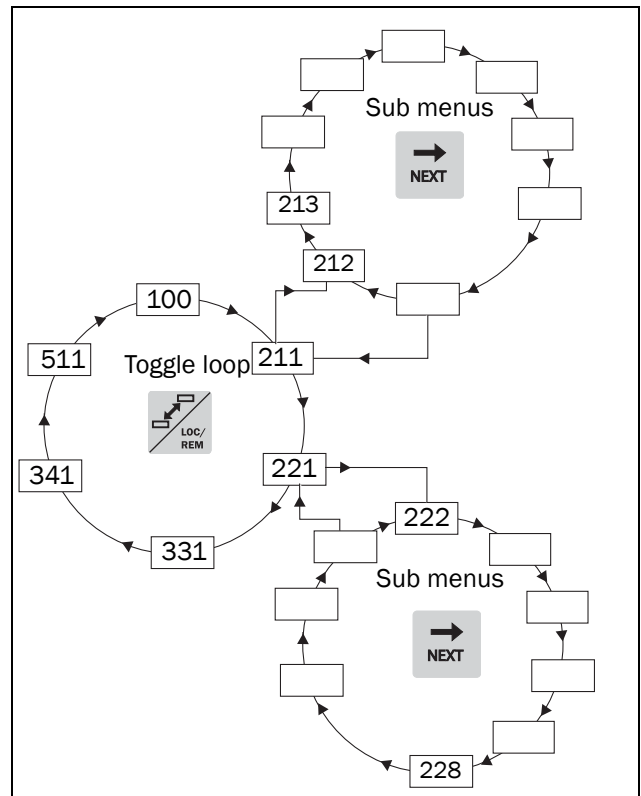 Sub menus
NEXT
213
212
100
511
Toggle loop
211
LOC/
REM
341
221
222
331
Sub menus
NEXT
228